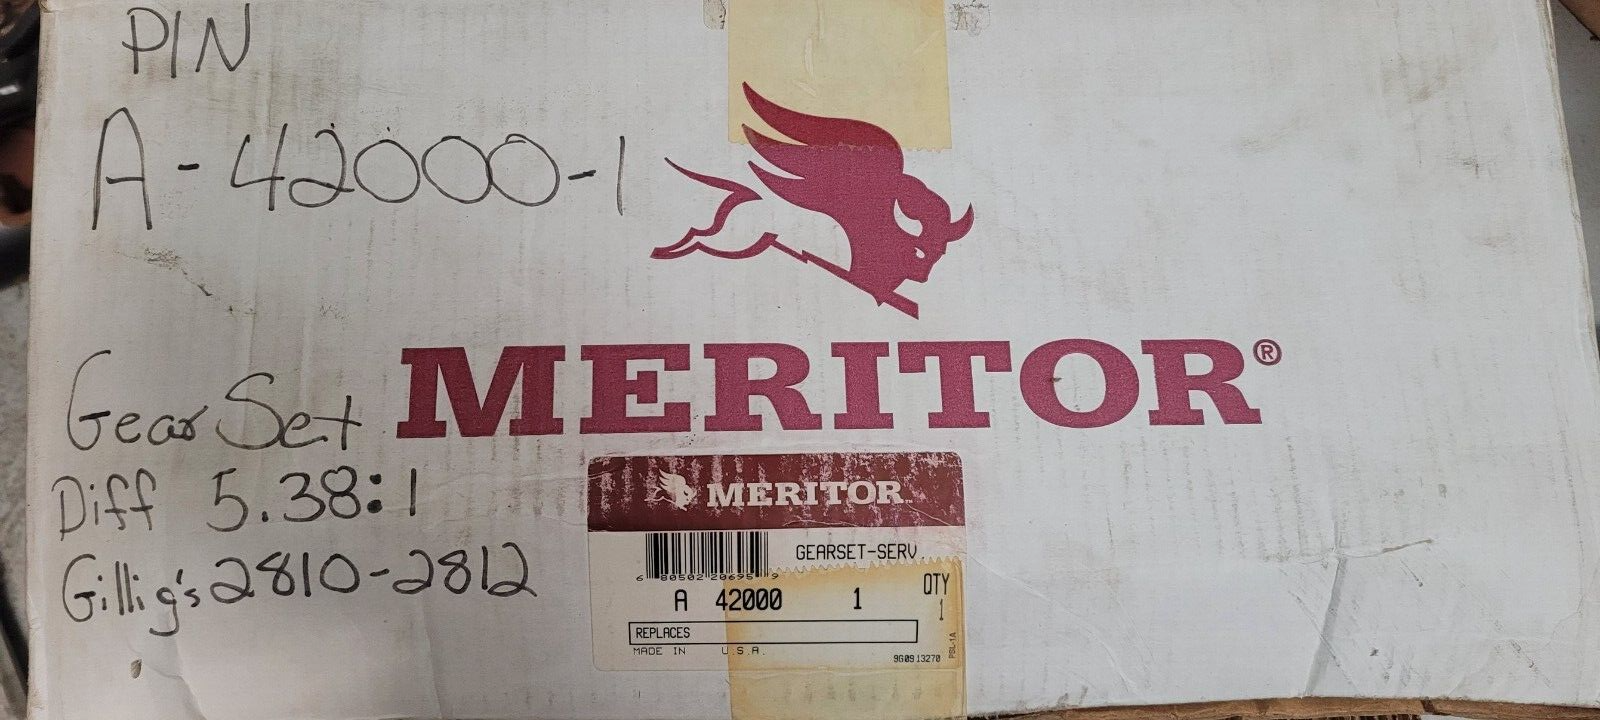 PIN
A-42000-1
MERITOR®
Gear Set
Diff 5.38:1
Gillig's 2810-2812
MERITOR
GEARSET-SERV.
6 80502 20695 9
A 42000 1
QTY
1
REPLACES
MADE IN U.S.A.
PSL-1A
960913270